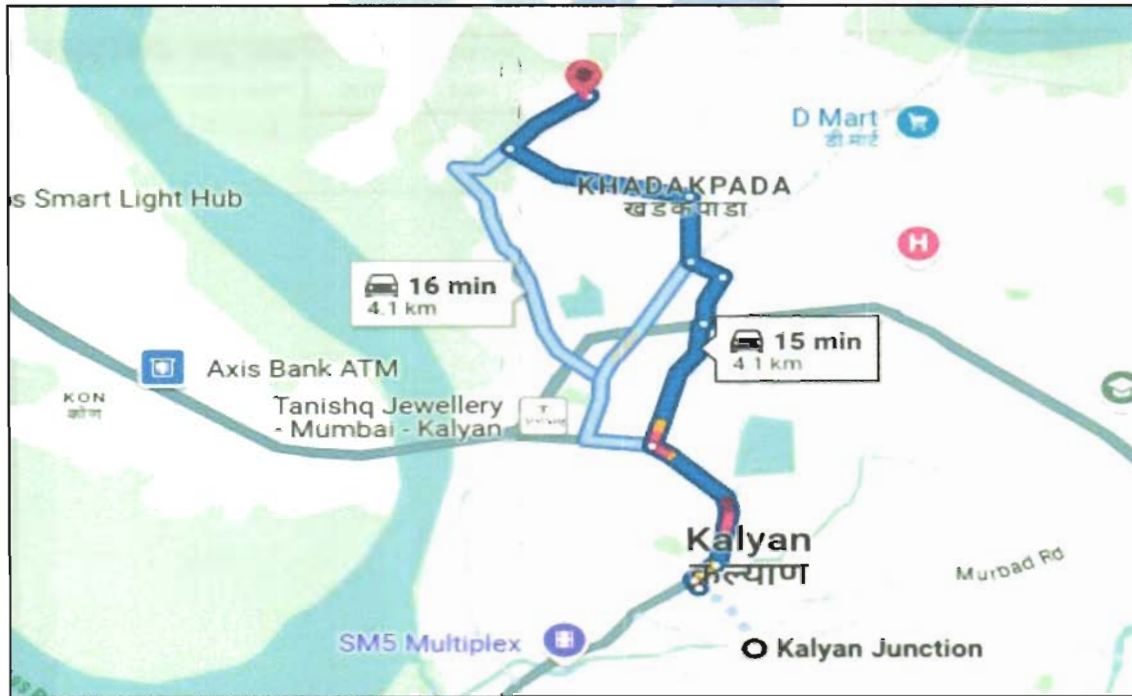 D Mart
डी मार्ट
KHADAKPADA
खडकपाडा
s Smart Light Hub
H
16 min
4.1 km
15 min
4.1 km
Axis Bank ATM
KON
कोण
Tanishq Jewellery
- Mumbai - Kalyan
Kalyan
कल्याण
Murbad Rd
SM5 Multiplex
Kalyan Junction